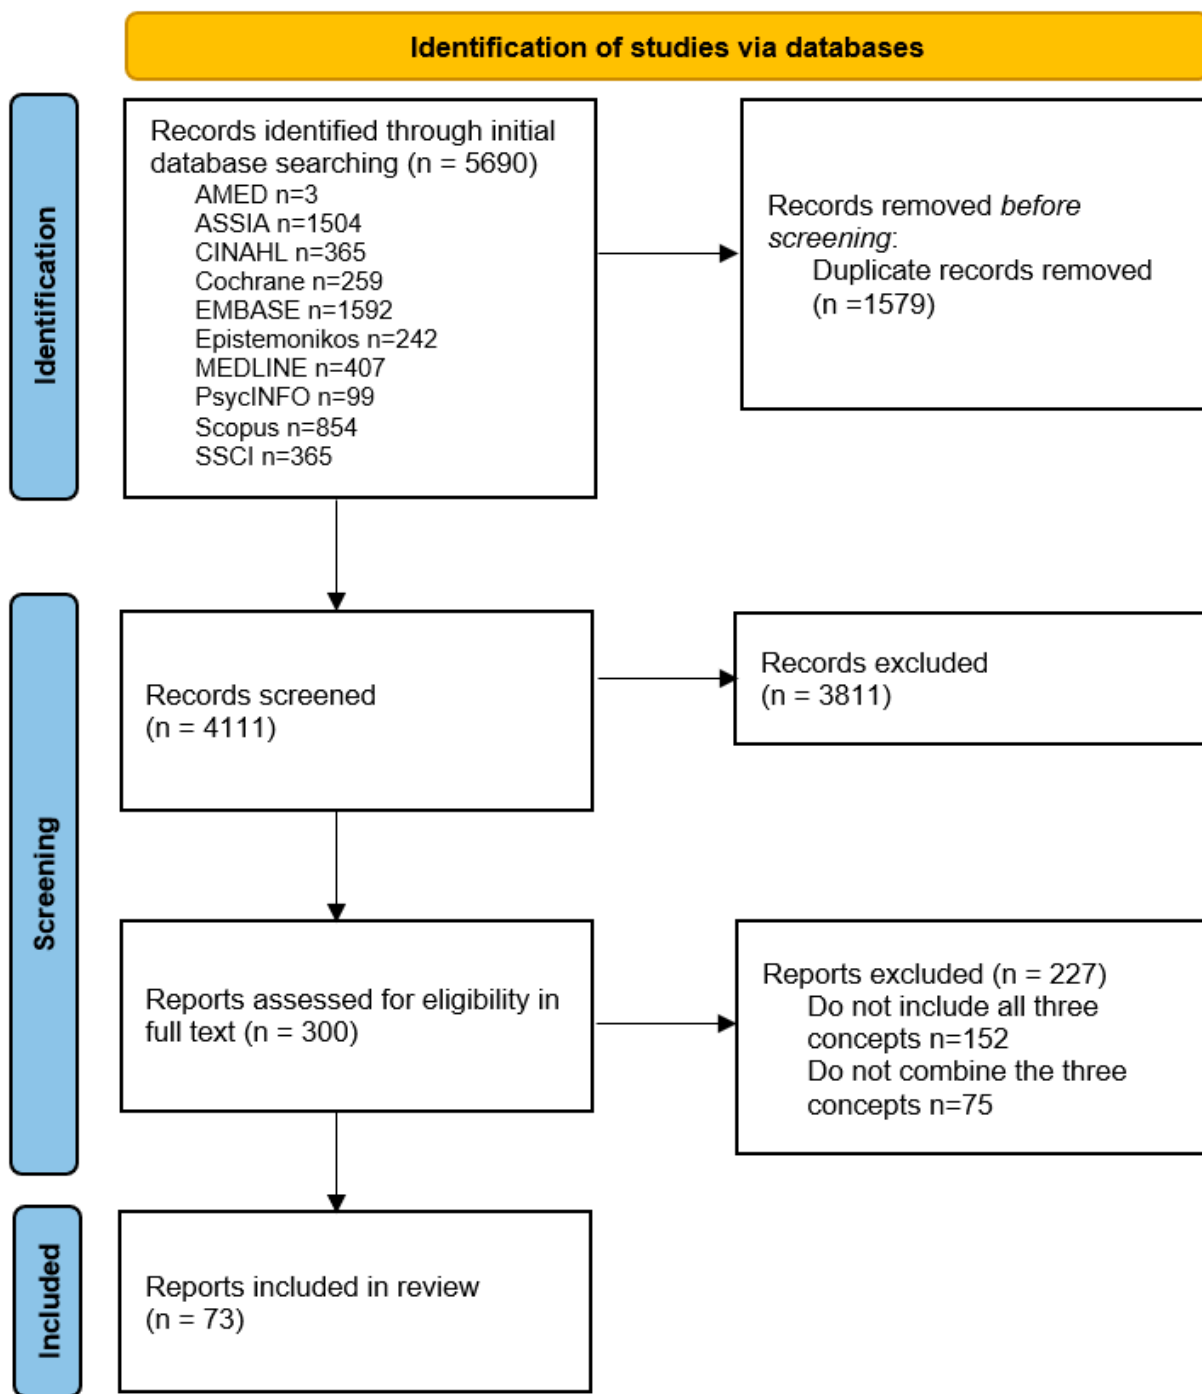 Identification of studies via databases
Identification
Records identified through initial
database searching (n = 5690)
AMED n=3
ASSIA n=1504
CINAHL n=365
Cochrane n=259
EMBASE n=1592
Epistemonikos n=242
MEDLINE n=407
PsycINFO n=99
Scopus n=854
SSCI n=365
Records removed before
screening:
Duplicate records removed
(n =1579)
Screening
Records screened
(n = 4111)
Records excluded
(n = 3811)
Reports assessed for eligibility in
full text (n = 300)
Reports excluded (n = 227)
Do not include all three
concepts n=152
Do not combine the three
concepts n=75
Included
Reports included in review
(n = 73)